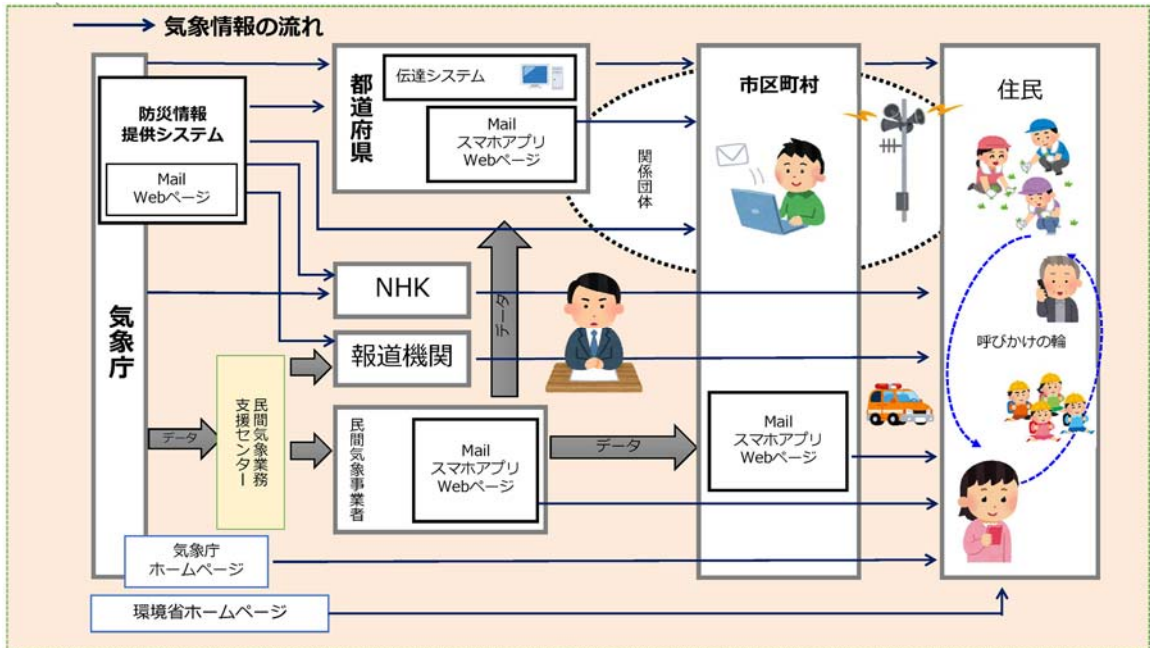 気象情報の流れ
気象庁
防災情報
提供システム
Mail
Webページ
都道府県
伝達システム
Mail
スマホアプリ
Webページ
関係団体
市区町村
住民
NHK
報道機関
データ
呼びかけの輪
データ
民間気象業務
支援センター
民間気象事業者
Mail
スマホアプリ
Webページ
データ
Mail
スマホアプリ
Webページ
気象庁
ホームページ
環境省ホームページ